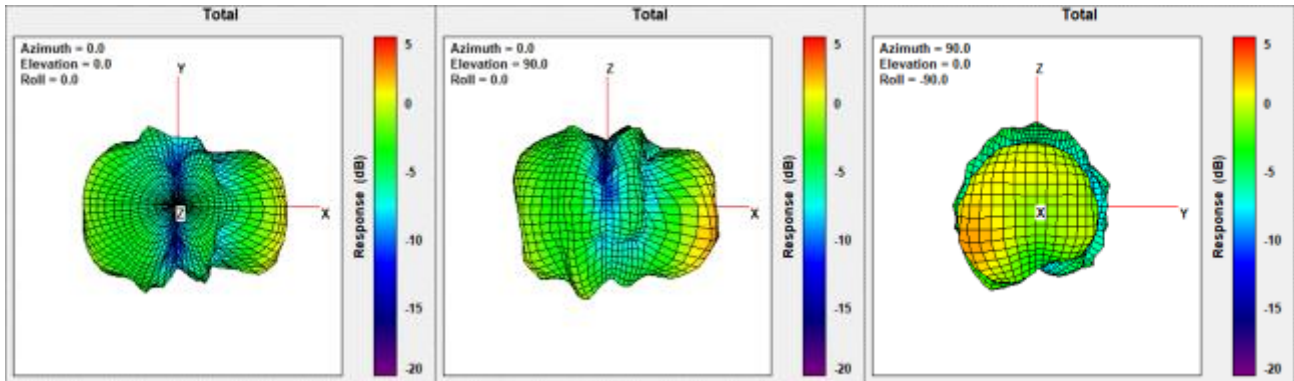 Total
Azimuth = 0.0
Elevation = 0.0
Roll = 0.0
Y
Z
X
5
0
-5
-10
-15
-20
Response (dB)
Total
Azimuth = 0.0
Elevation = 90.0
Roll = 0.0
Z
X
5
0
-5
-10
-15
-20
Response (dB)
Total
Azimuth = 90.0
Elevation = 0.0
Roll = -90.0
Z
X
Y
5
0
-5
-10
-15
-20
Response (dB)